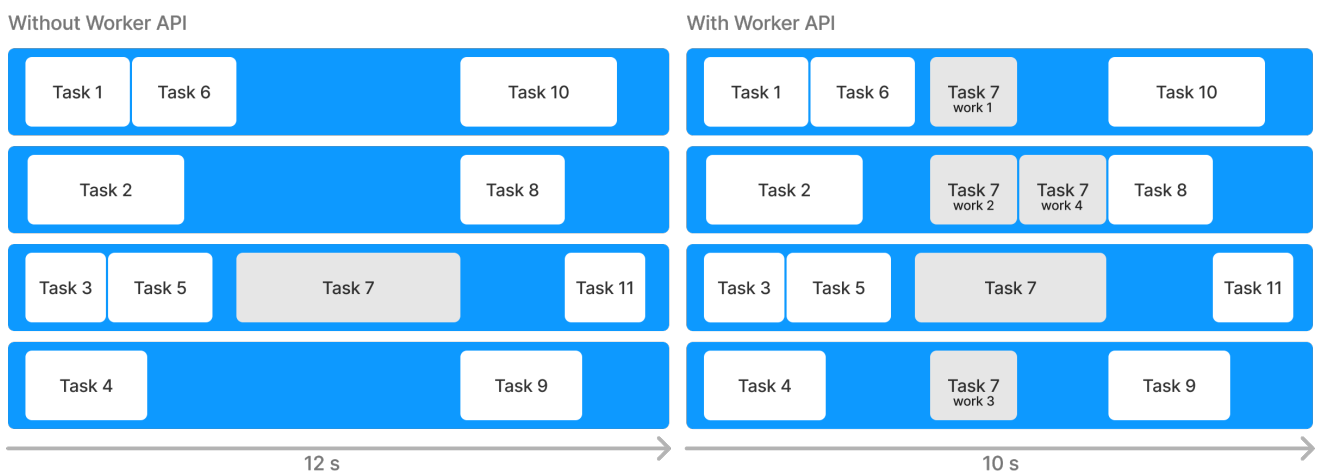 Without Worker API
Task 1
Task 6
Task 10
Task 2
Task 8
Task 3
Task 5
Task 7
Task 11
Task 4
Task 9
12 s
With Worker API
Task 1
Task 6
Task 7
work 1
Task 10
Task 2
Task 7
work 2
Task 7
work 4
Task 8
Task 3
Task 5
Task 7
Task 11
Task 4
Task 7
work 3
Task 9
10 s